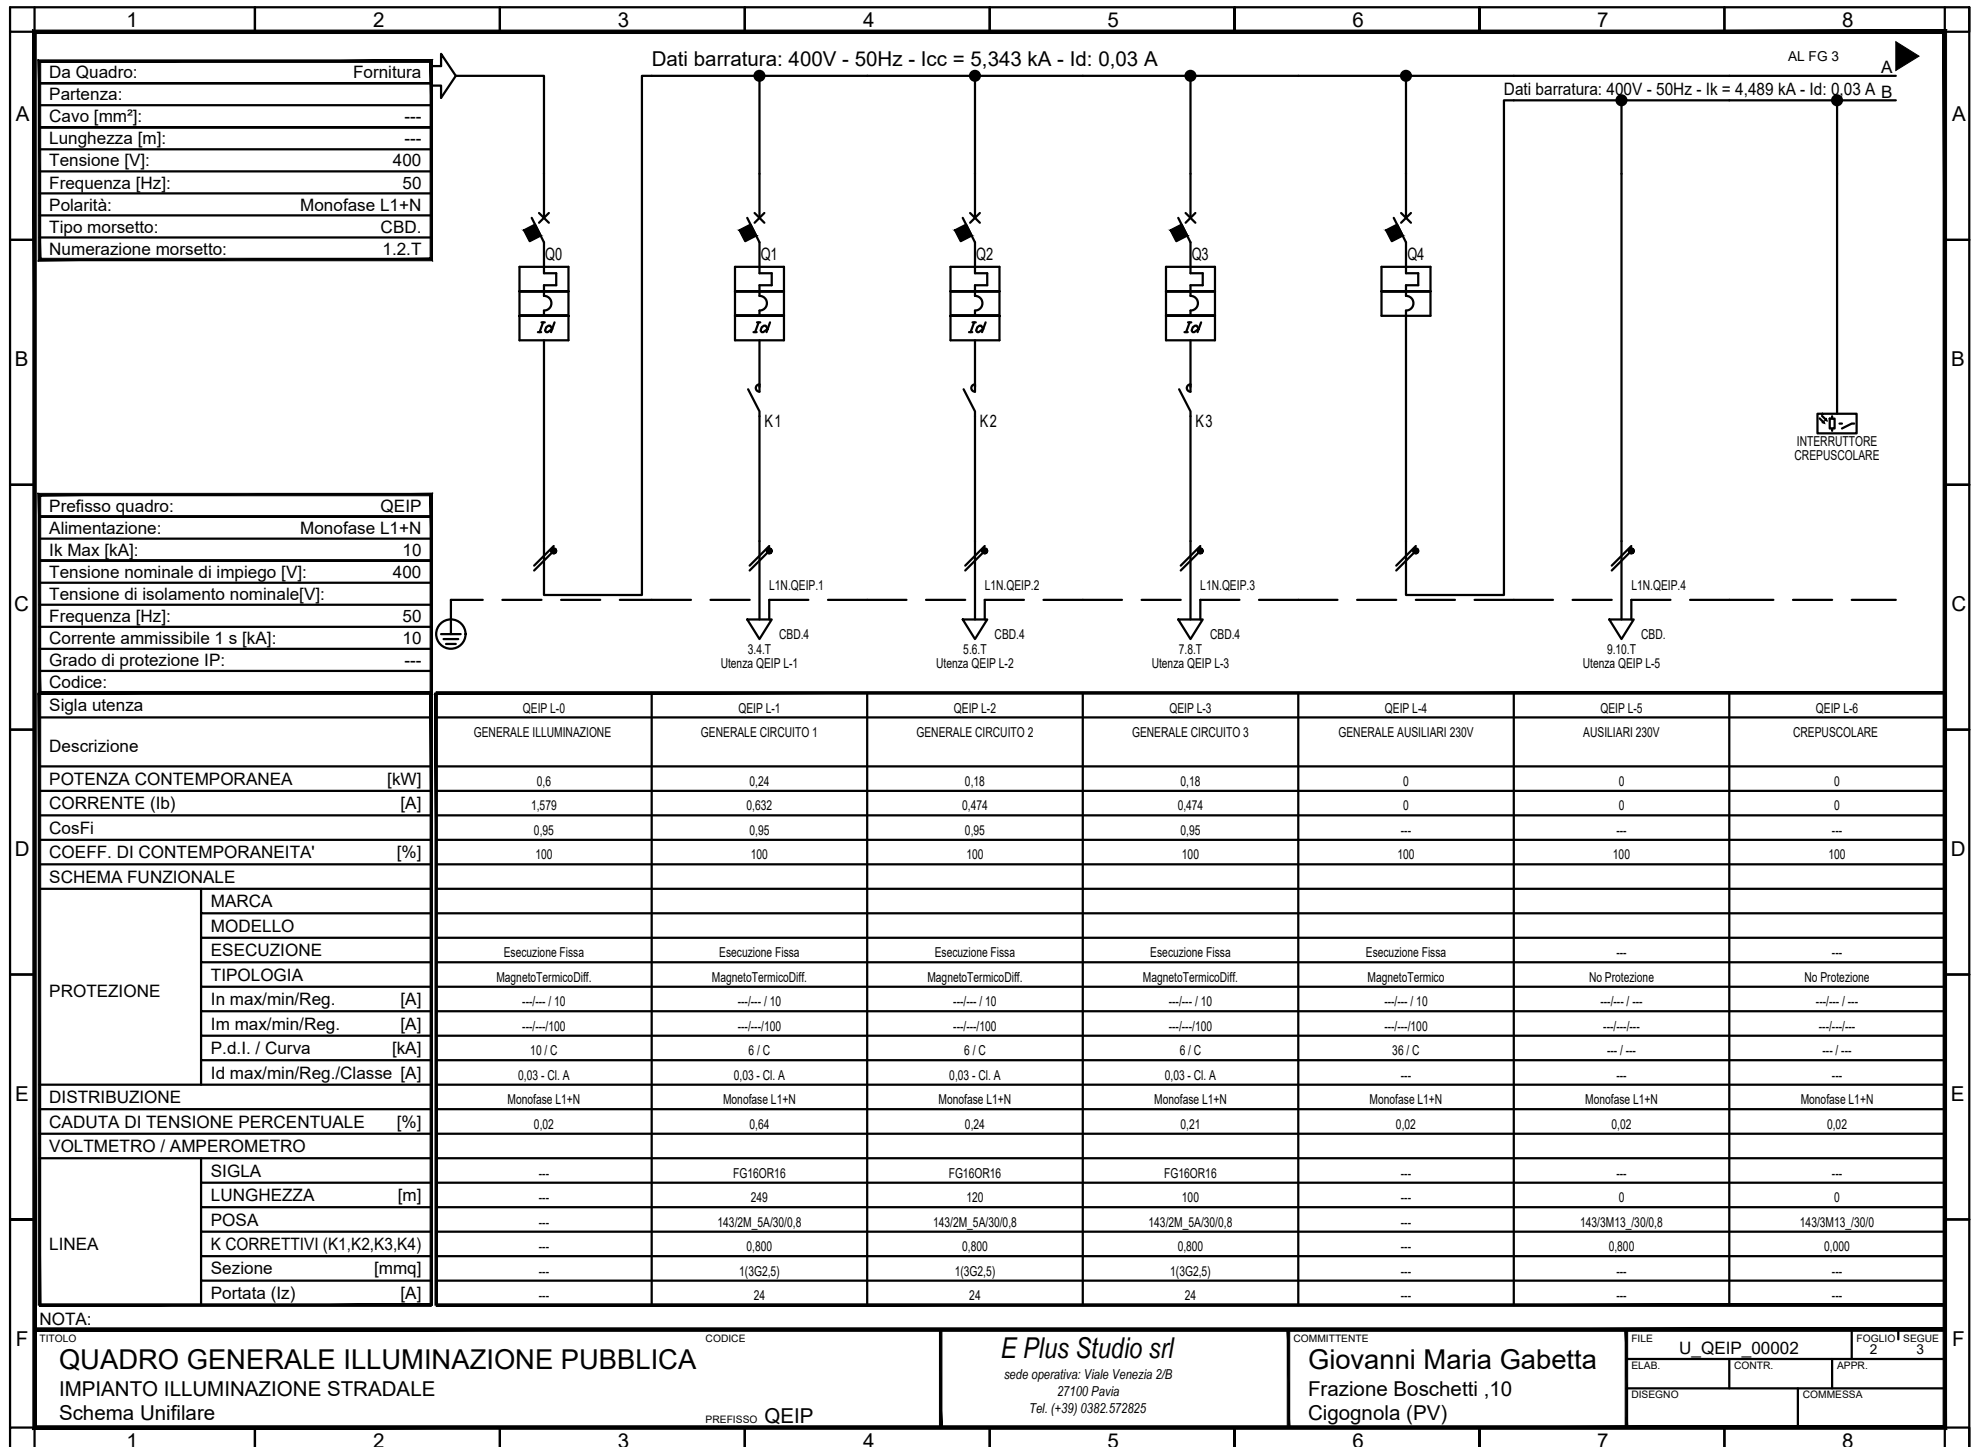 1 2 3 4 5 6 7 8
Dati barratura: 400V - 50Hz - Icc = 5,343 kA - Id: 0,03 A
AL FG 3
A
Dati barratura: 400V - 50Hz - Ik = 4,489 kA - Id: 0,03 A B
Da Quadro: Fornitura
Partenza:
Cavo [mm²]: ---
Lunghezza [m]: ---
Tensione [V]: 400
Frequenza [Hz]: 50
Polarità: Monofase L1+N
Tipo morsetto: CBD.
Numerazione morsetto: 1.2.T
A A
Q0 Q1 Q2 Q3 Q4
Id Id Id Id
B B
K1 K2 K3
INTERRUTTORE
CREPUSCOLARE
Prefisso quadro: QEIP
Alimentazione: Monofase L1+N
Ik Max [kA]: 10
Tensione nominale di impiego [V]: 400
Tensione di isolamento nominale[V]:
Frequenza [Hz]: 50
Corrente ammissibile 1 s [kA]: 10
Grado di protezione IP: ---
Codice:
L1N.QEIP.1 L1N.QEIP.2 L1N.QEIP.3 L1N.QEIP.4
C C
CBD.4 CBD.4 CBD.4 CBD.
3.4.T 5.6.T 7.8.T 9.10.T
Utenza QEIP L-1 Utenza QEIP L-2 Utenza QEIP L-3 Utenza QEIP L-5
Sigla utenza QEIP L-0 QEIP L-1 QEIP L-2 QEIP L-3 QEIP L-4 QEIP L-5 QEIP L-6
Descrizione GENERALE ILLUMINAZIONE GENERALE CIRCUITO 1 GENERALE CIRCUITO 2 GENERALE CIRCUITO 3 GENERALE AUSILIARI 230V AUSILIARI 230V CREPUSCOLARE
POTENZA CONTEMPORANEA [kW] 0,6 0,24 0,18 0,18 0 0 0
CORRENTE (Ib) [A] 1,579 0,632 0,474 0,474 0 0 0
CosFi 0,95 0,95 0,95 0,95 --- --- ---
D COEFF. DI CONTEMPORANEITA' [%] 100 100 100 100 100 100 100 D
SCHEMA FUNZIONALE
PROTEZIONE
MARCA
MODELLO
ESECUZIONE Esecuzione Fissa Esecuzione Fissa Esecuzione Fissa Esecuzione Fissa Esecuzione Fissa --- ---
TIPOLOGIA MagnetoTermicoDiff. MagnetoTermicoDiff. MagnetoTermicoDiff. MagnetoTermicoDiff. MagnetoTermico No Protezione No Protezione
In max/min/Reg. [A] ---/--- / 10 ---/--- / 10 ---/--- / 10 ---/--- / 10 ---/--- / 10 ---/--- / --- ---/--- / ---
Im max/min/Reg. [A] ---/---/100 ---/---/100 ---/---/100 ---/---/100 ---/---/100 ---/---/--- ---/---/---
P.d.I. / Curva [kA] 10 / C 6 / C 6 / C 6 / C 36 / C --- / --- --- / ---
Id max/min/Reg./Classe [A] 0,03 - Cl. A 0,03 - Cl. A 0,03 - Cl. A 0,03 - Cl. A --- --- ---
E DISTRIBUZIONE Monofase L1+N Monofase L1+N Monofase L1+N Monofase L1+N Monofase L1+N Monofase L1+N Monofase L1+N E
CADUTA DI TENSIONE PERCENTUALE [%] 0,02 0,64 0,24 0,21 0,02 0,02 0,02
VOLTMETRO / AMPEROMETRO
LINEA
SIGLA --- FG16OR16 FG16OR16 FG16OR16 --- --- ---
LUNGHEZZA [m] --- 249 120 100 --- 0 0
POSA --- 143/2M_5A/30/0,8 143/2M_5A/30/0,8 143/2M_5A/30/0,8 --- 143/3M13_/30/0,8 143/3M13_/30/0
K CORRETTIVI (K1,K2,K3,K4) --- 0,800 0,800 0,800 --- 0,800 0,000
Sezione [mmq] --- 1(3G2,5) 1(3G2,5) 1(3G2,5) --- --- ---
Portata (Iz) [A] --- 24 24 24 --- --- ---
NOTA:
F F
TITOLO
QUADRO GENERALE ILLUMINAZIONE PUBBLICA
IMPIANTO ILLUMINAZIONE STRADALE
Schema Unifilare
CODICE
PREFISSO QEIP
E Plus Studio srl
sede operativa: Viale Venezia 2/B
27100 Pavia
Tel. (+39) 0382.572825
COMMITTENTE
Giovanni Maria Gabetta
Frazione Boschetti ,10
Cigognola (PV)
FILE U_QEIP_00002
FOGLIO 2 SEGUE 3
ELAB. CONTR. APPR.
DISEGNO COMMESSA
1 2 3 4 5 6 7 8